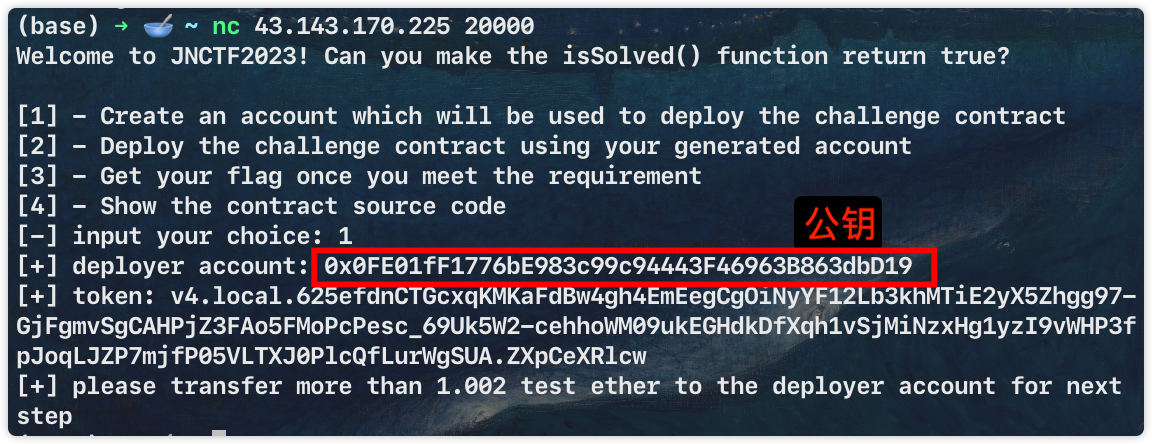 (base) → 🥣 ~ nc 43.143.170.225 20000
Welcome to JNCTF2023! Can you make the isSolved() function return true?
[1] - Create an account which will be used to deploy the challenge contract
[2] - Deploy the challenge contract using your generated account
[3] - Get your flag once you meet the requirement
[4] - Show the contract source code
公钥
[-] input your choice: 1
[+] deployer account: 0x0FE01fF1776bE983c99c94443F46963B863dbD19
[+] token: v4.local.625efdnCTGcxqKMKaFdBw4gh4EmEegCgOiNyYF12Lb3khMTiE2yX5Zhgg97-
GjFgmvSgCAHPjZ3FAo5FMoPcPesc_69Uk5W2-cehhoWM09ukEGHdkDfXqh1vSjMiNzxHg1yzI9vWHP3f
pJoqLJZP7mjfP05VLTXJ0PlcQfLurWgSUA.ZXpCeXRlcw
[+] please transfer more than 1.002 test ether to the deployer account for next
step